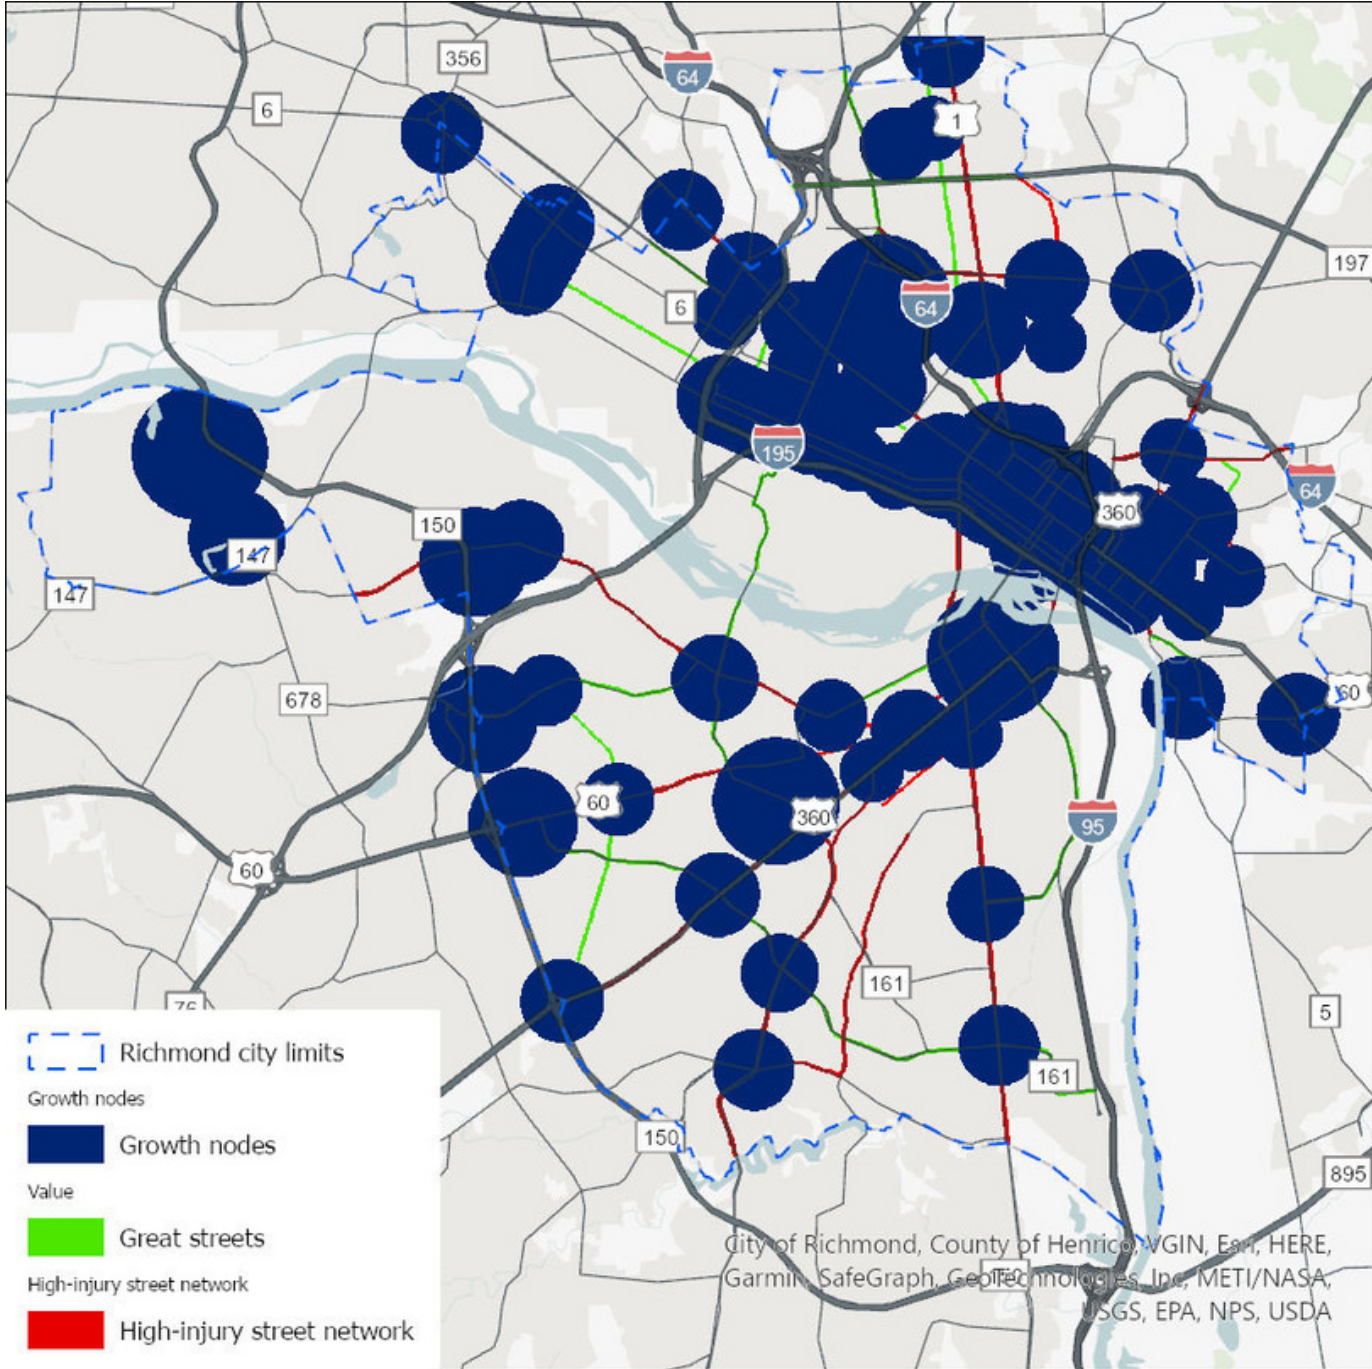 356
64
6
1
197
6
64
195
150
360
64
147
147
60
678
60
360
95
60
76
161
5
161
150
895
Richmond city limits
Growth nodes
Growth nodes
Value
Great streets
High-injury street network
High-injury street network
City of Richmond, County of Henrico, VGIN, Esri, HERE,
Garmin, SafeGraph, GeoTechnologies, Inc, METI/NASA,
USGS, EPA, NPS, USDA